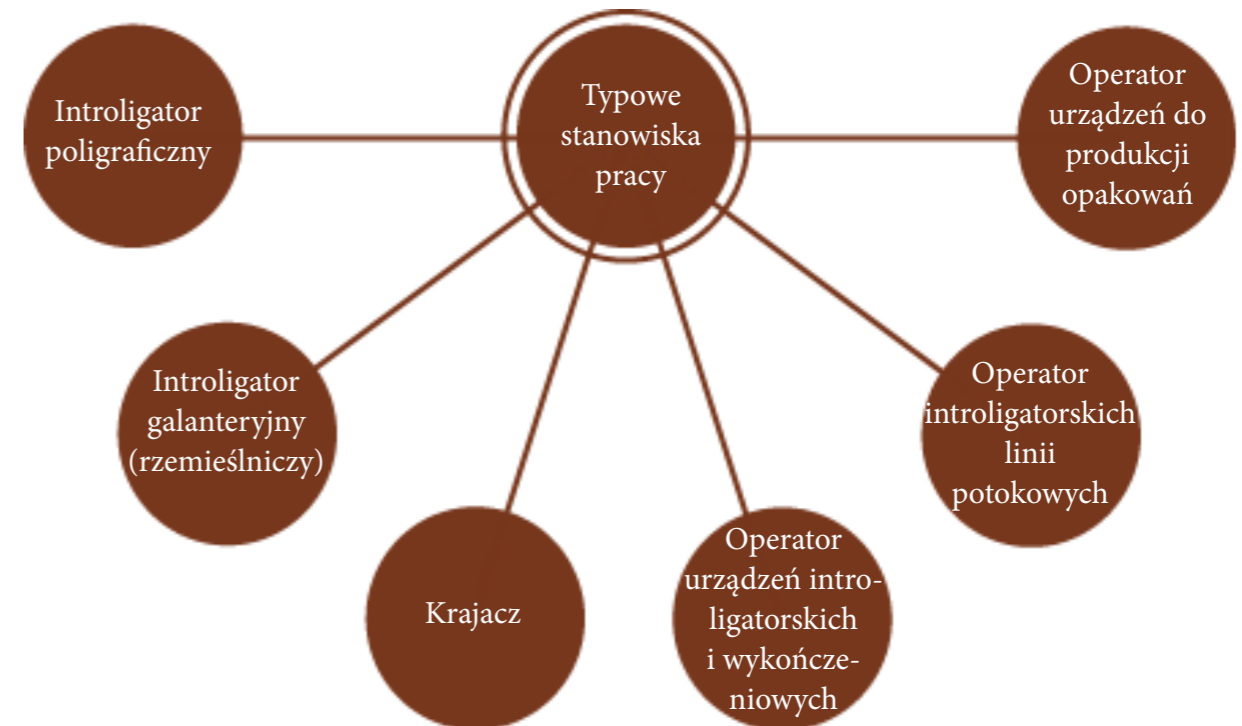 Typowe
stanowiska
pracy
Introligator
poligraficzny
Introligator
galanteryjny
(rzemieślniczy)
Krajacz
Operator
urządzeń intro-
ligatorskich
i wykończe-
niowych
Operator
introligatorskich
linii
potokowych
Operator
urządzeń do
produkcji
opakowań